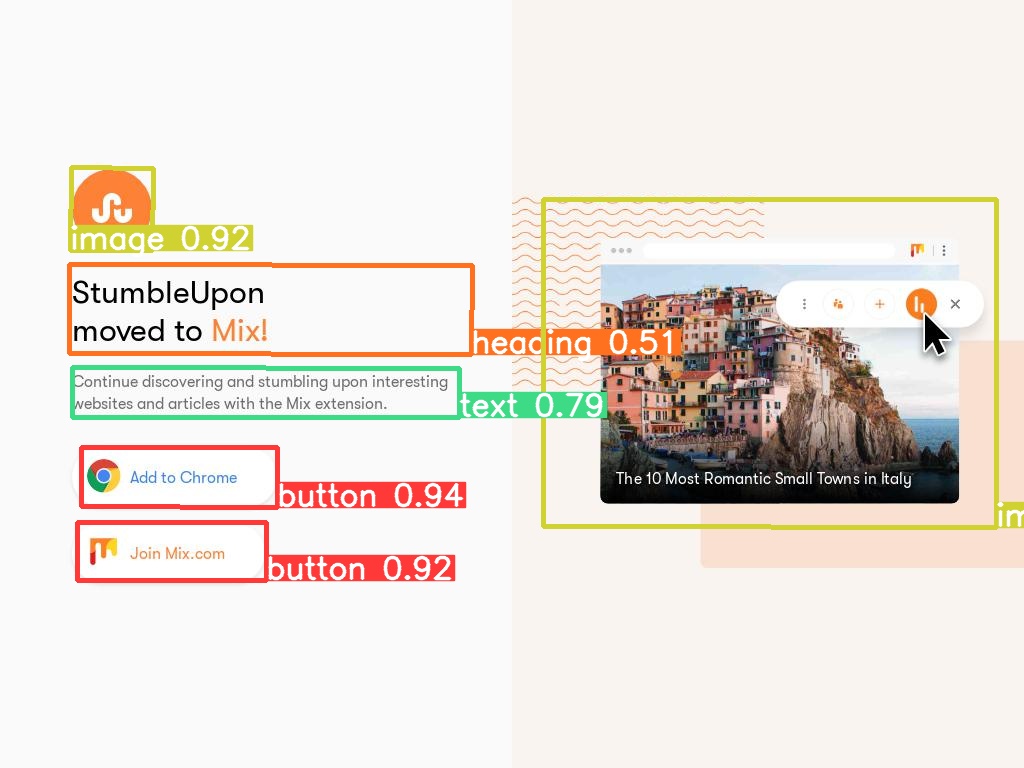 image 0.92
StumbleUpon
moved to Mix!
heading 0.51
Continue discovering and stumbling upon interesting
websites and articles with the Mix extension.
text 0.79
Add to Chrome
button 0.94
Join Mix.com
button 0.92
The 10 Most Romantic Small Towns in Italy
im